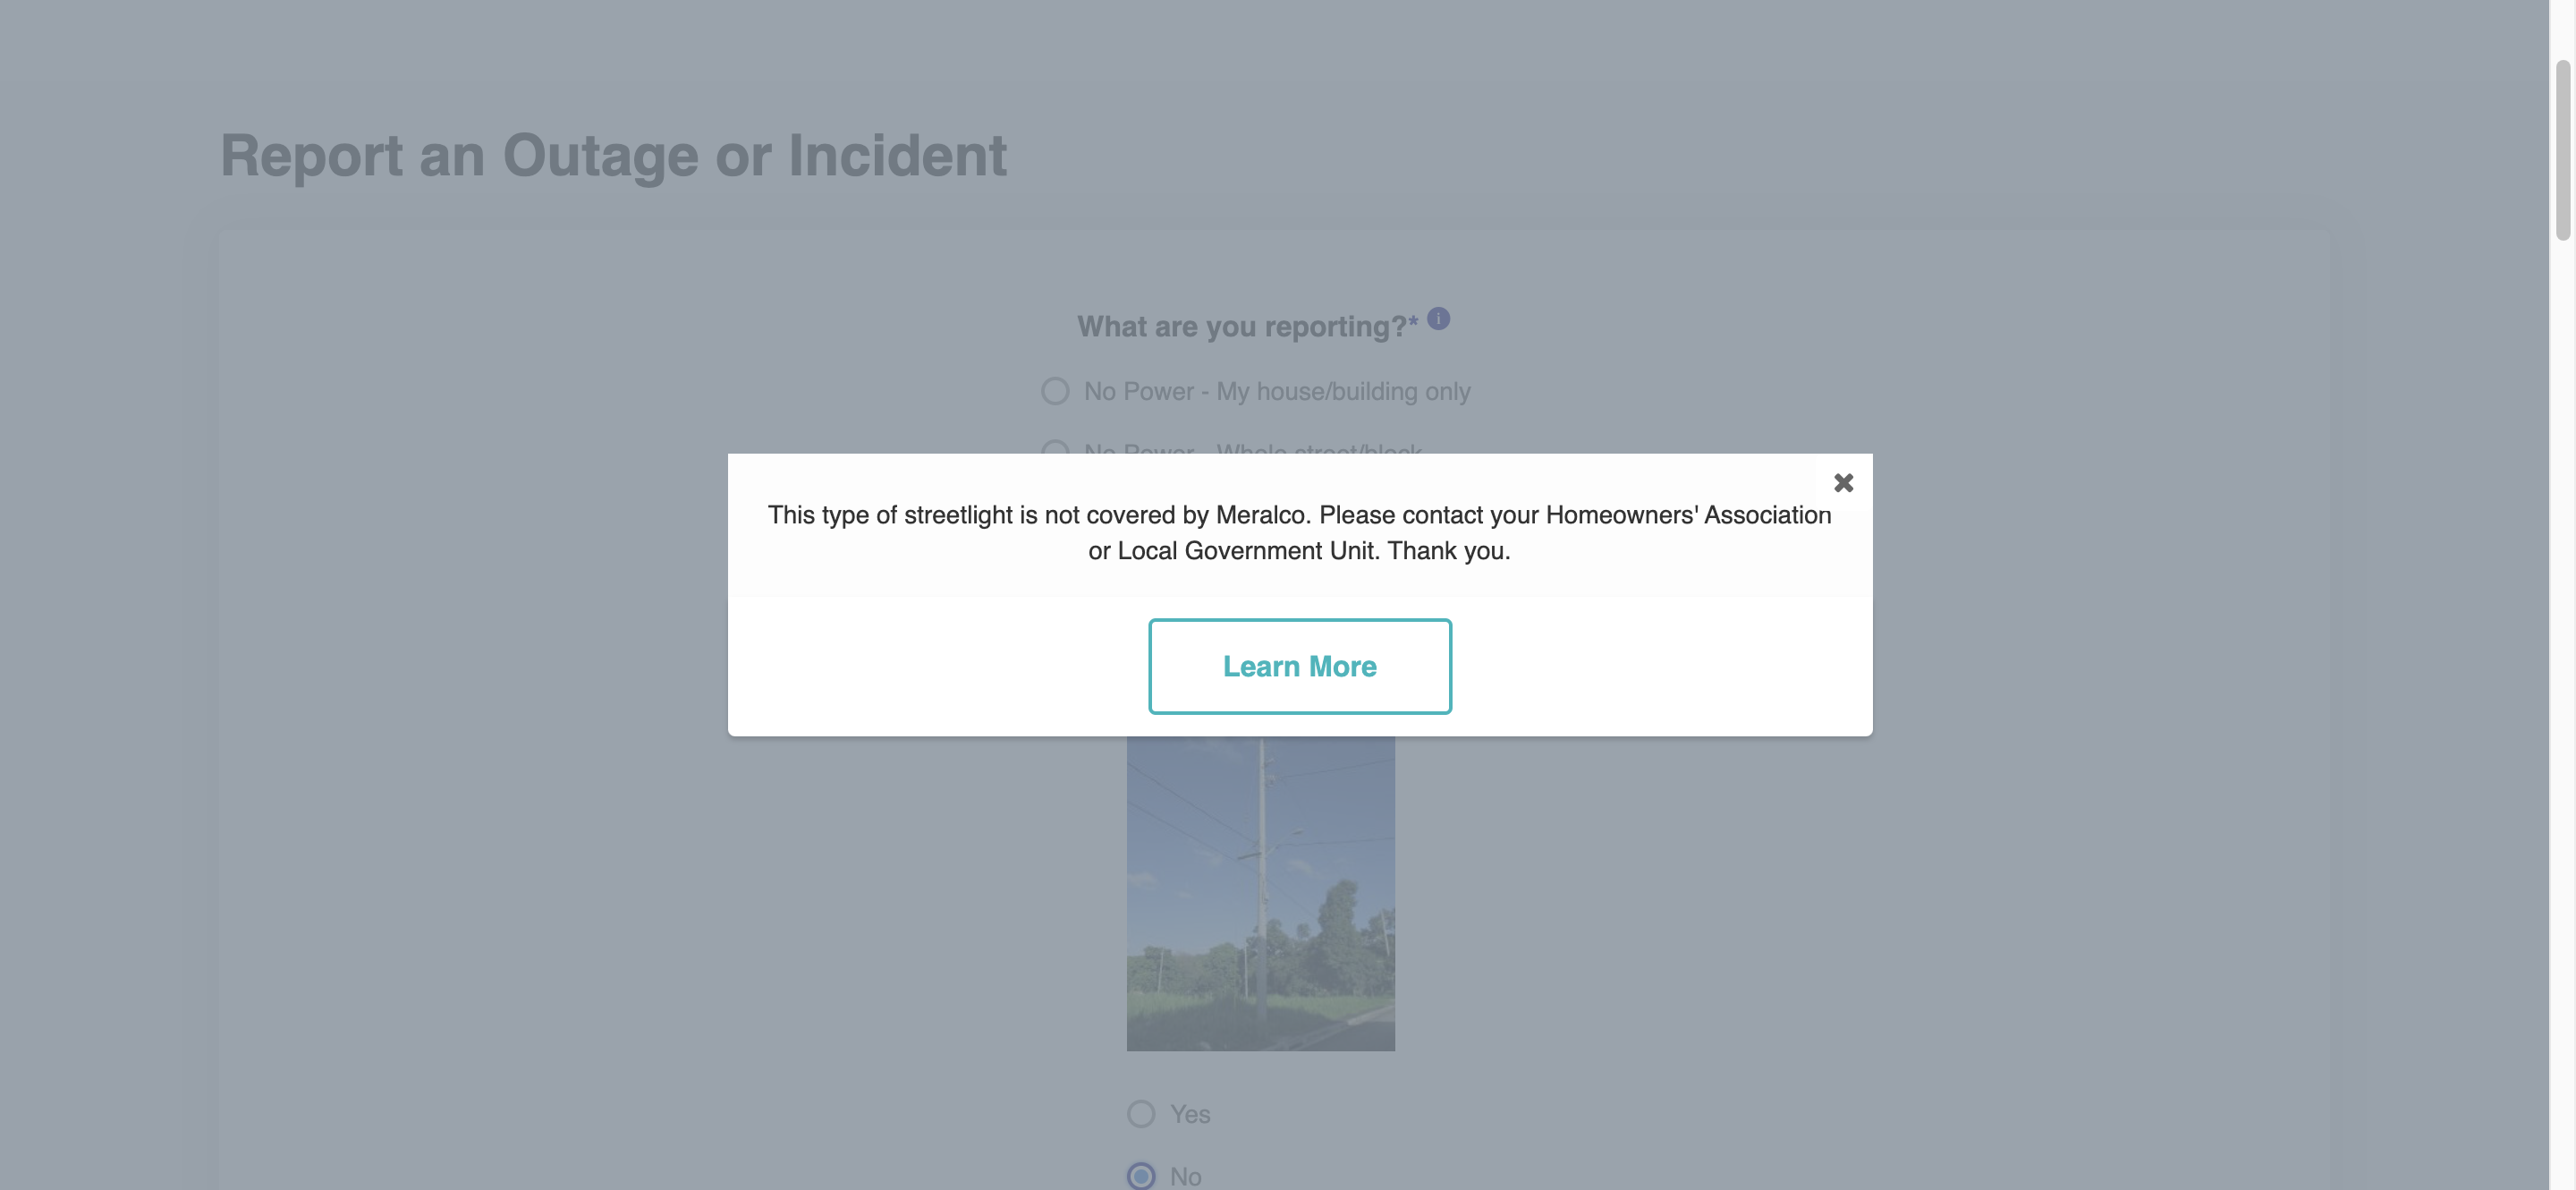 Report an Outage or Incident
What are you reporting?*
No Power - My house/building only
No Power - Whole street/block
This type of streetlight is not covered by Meralco. Please contact your Homeowners' Association
or Local Government Unit. Thank you.
Learn More
Yes
No